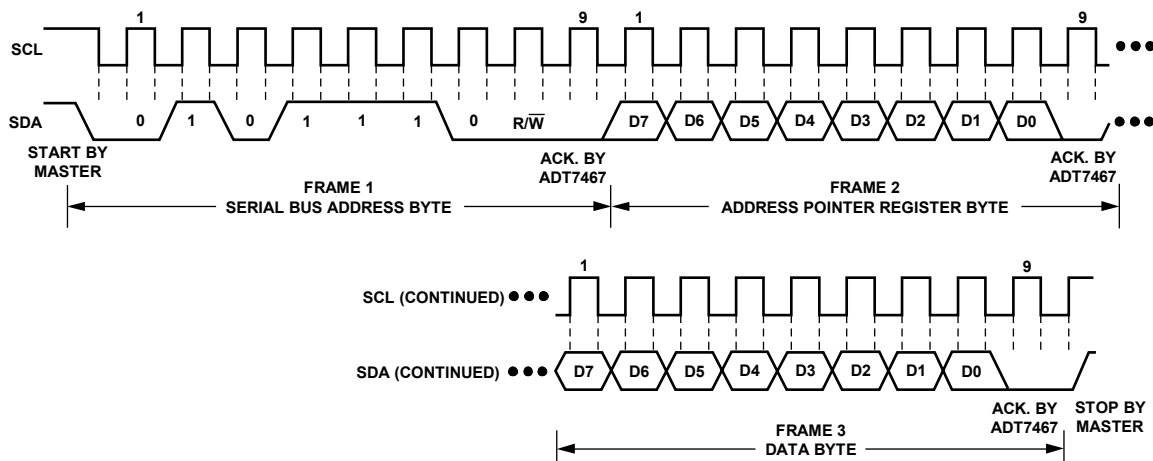 1 9 1 9
SCL
SDA 0 1 0 1 1 1 0 R/W̅ D7 D6 D5 D4 D3 D2 D1 D0
START BY
MASTER
ACK. BY
ADT7467
ACK. BY
ADT7467
FRAME 1
SERIAL BUS ADDRESS BYTE
FRAME 2
ADDRESS POINTER REGISTER BYTE
1 9
SCL (CONTINUED)
SDA (CONTINUED) D7 D6 D5 D4 D3 D2 D1 D0
ACK. BY
ADT7467
STOP BY
MASTER
FRAME 3
DATA BYTE